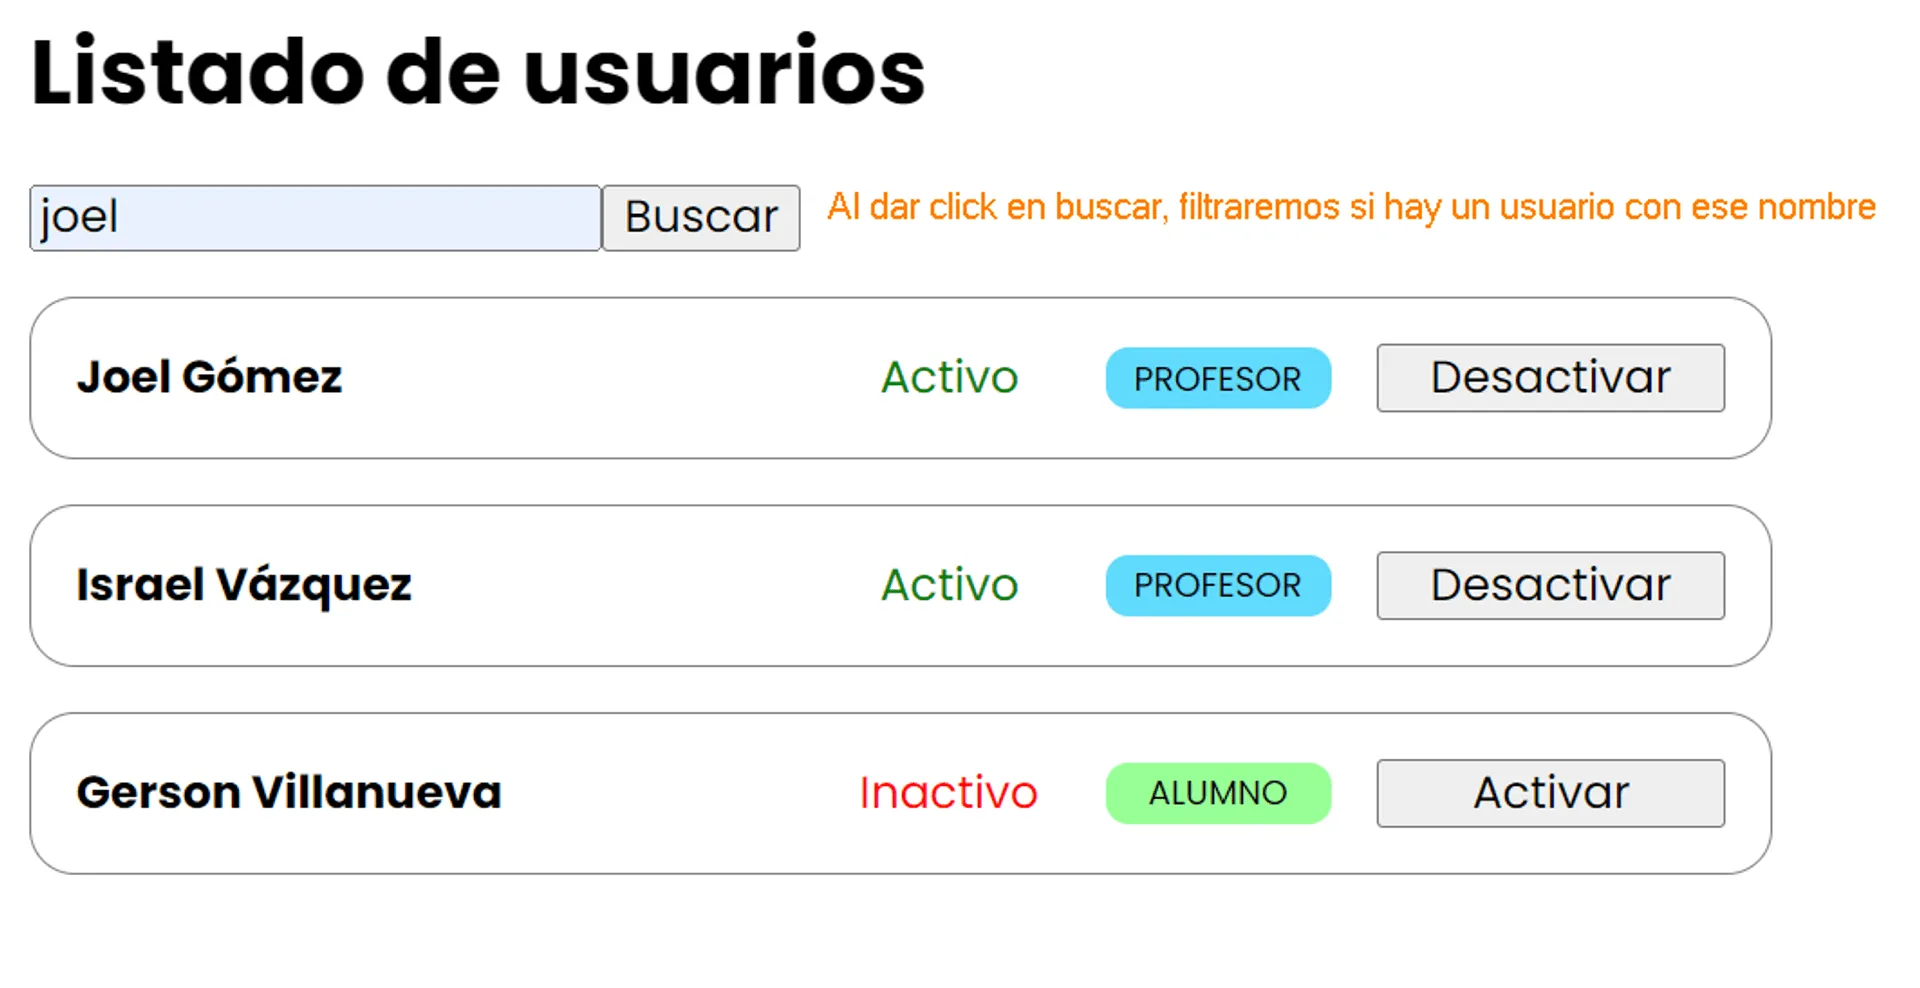 Listado de usuarios
joel Buscar Al dar click en buscar, filtraremos si hay un usuario con ese nombre
Joel Gómez Activo PROFESOR Desactivar
Israel Vázquez Activo PROFESOR Desactivar
Gerson Villanueva Inactivo ALUMNO Activar